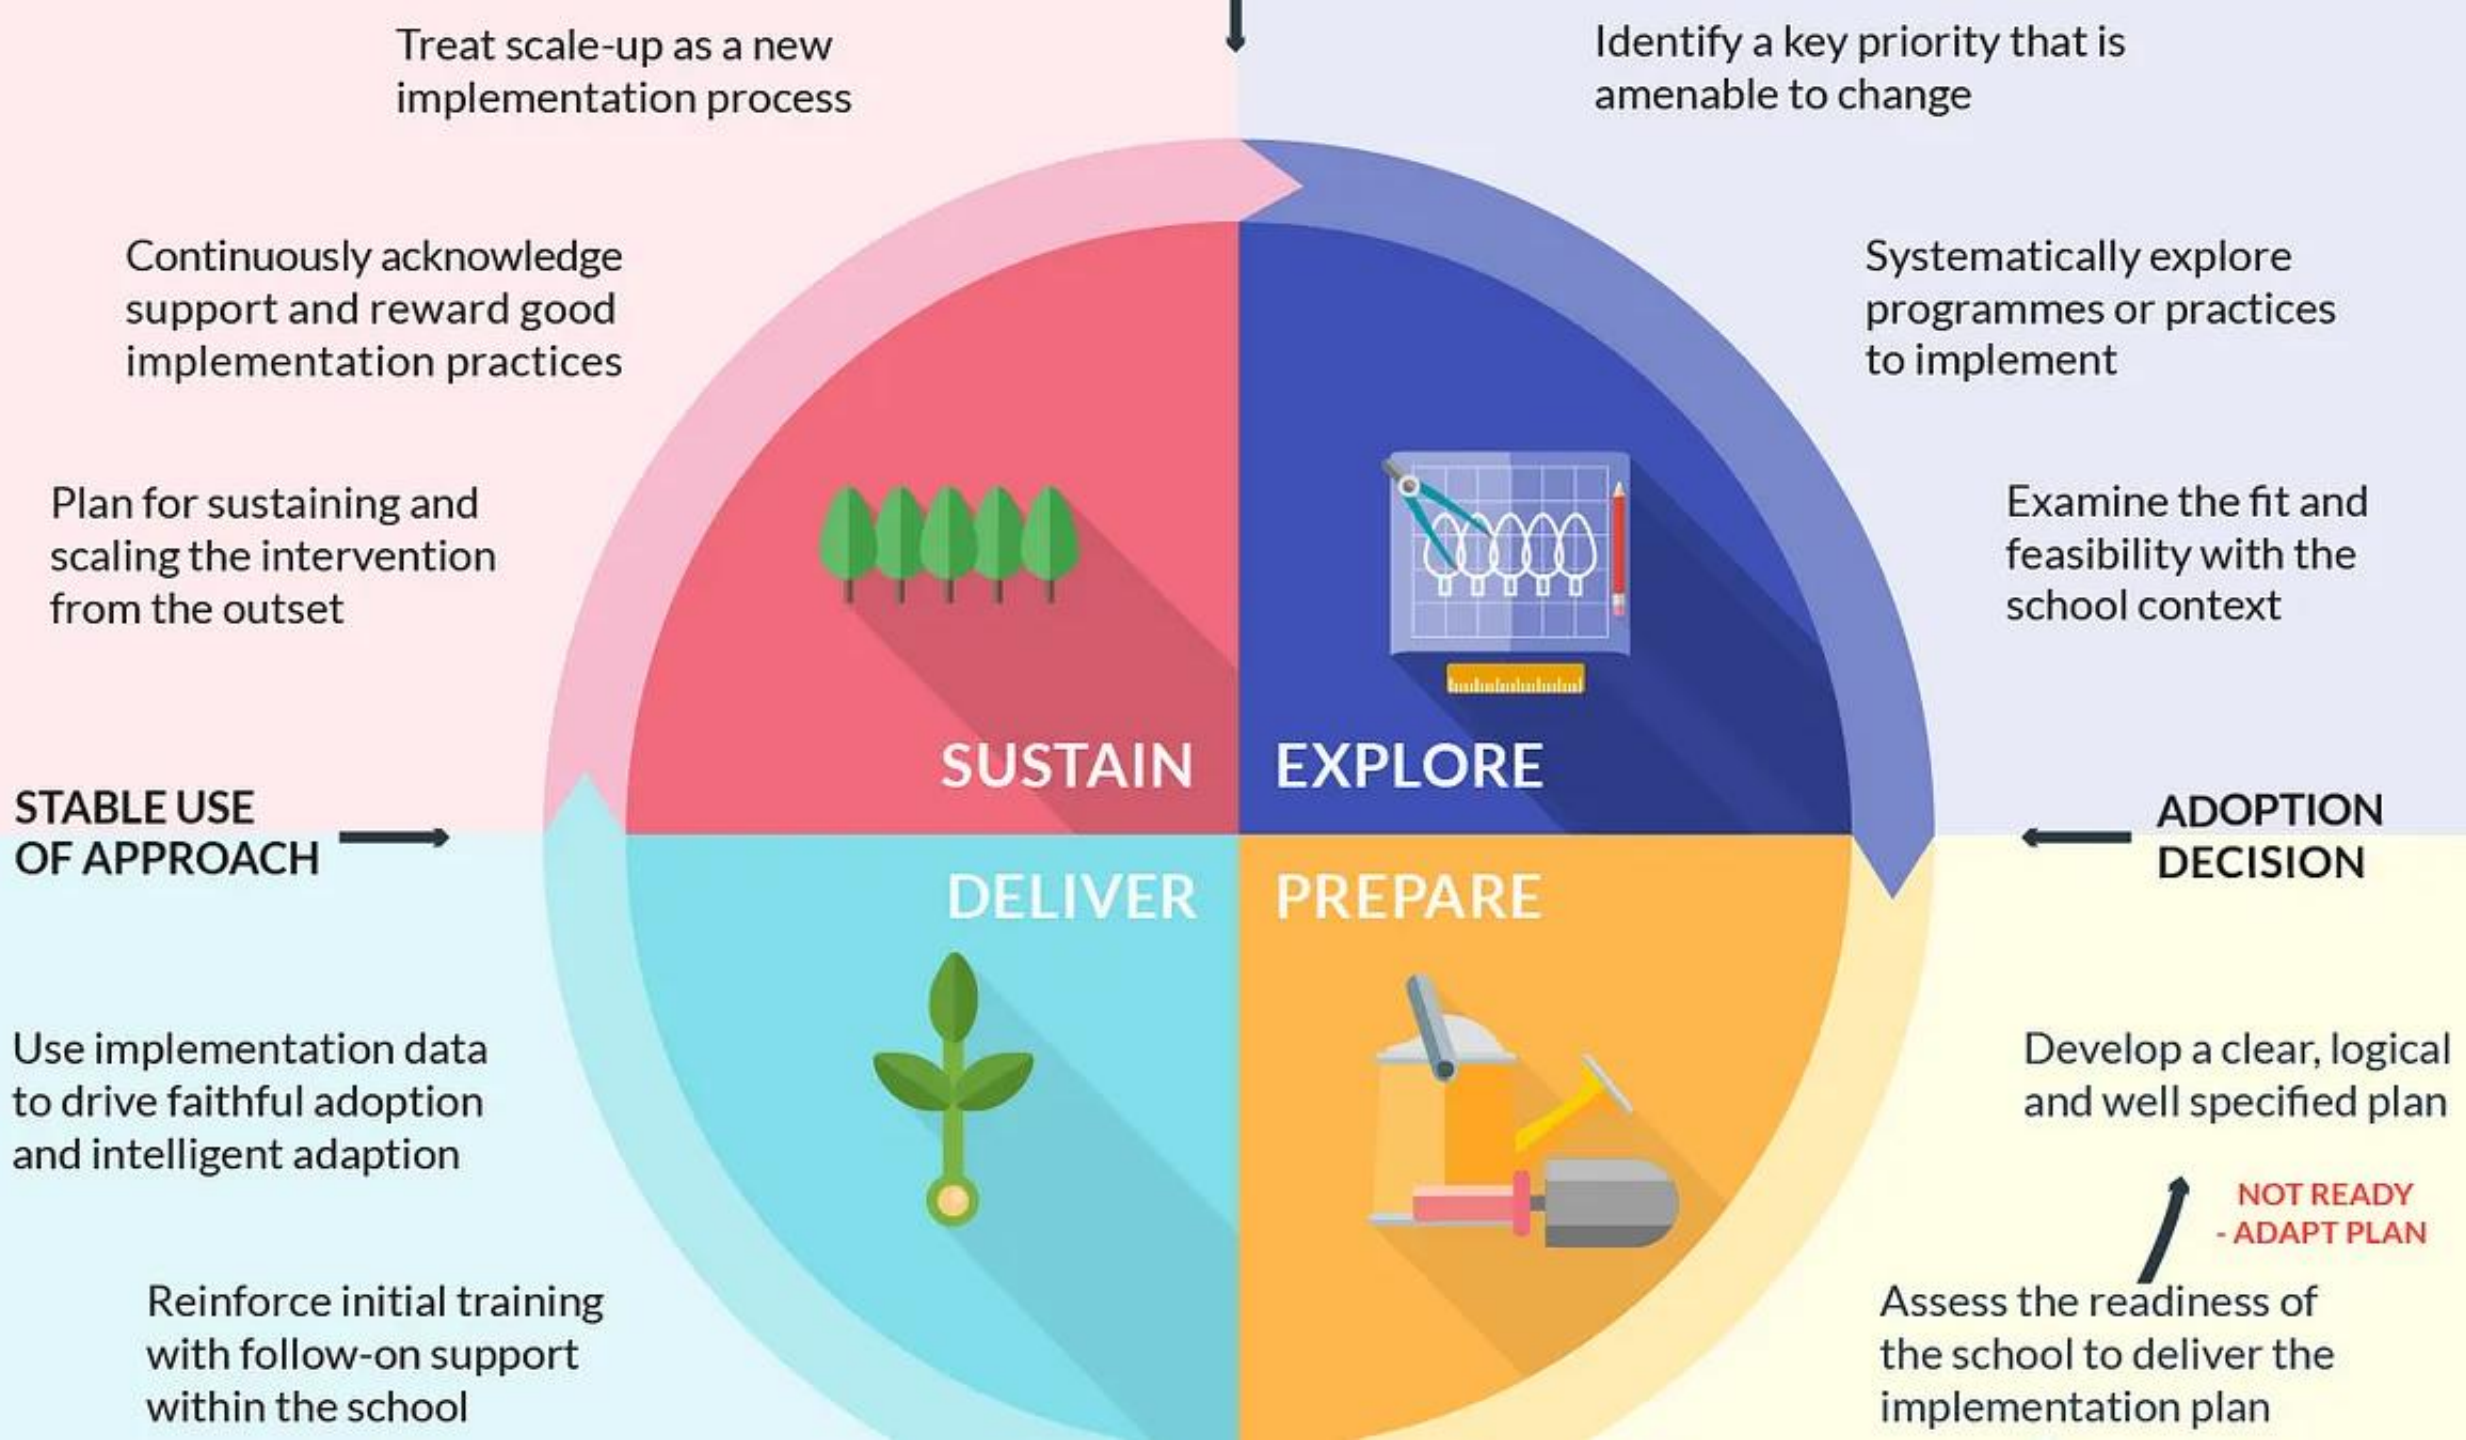 Treat scale-up as a new
implementation process
Identify a key priority that is
amenable to change
Continuously acknowledge
support and reward good
implementation practices
Systematically explore
programmes or practices
to implement
Plan for sustaining and
scaling the intervention
from the outset
Examine the fit and
feasibility with the
school context
SUSTAIN
EXPLORE
STABLE USE
OF APPROACH
ADOPTION
DECISION
DELIVER
PREPARE
Use implementation data
to drive faithful adoption
and intelligent adaption
Develop a clear, logical
and well specified plan
NOT READY
- ADAPT PLAN
Reinforce initial training
with follow-on support
within the school
Assess the readiness of
the school to deliver the
implementation plan